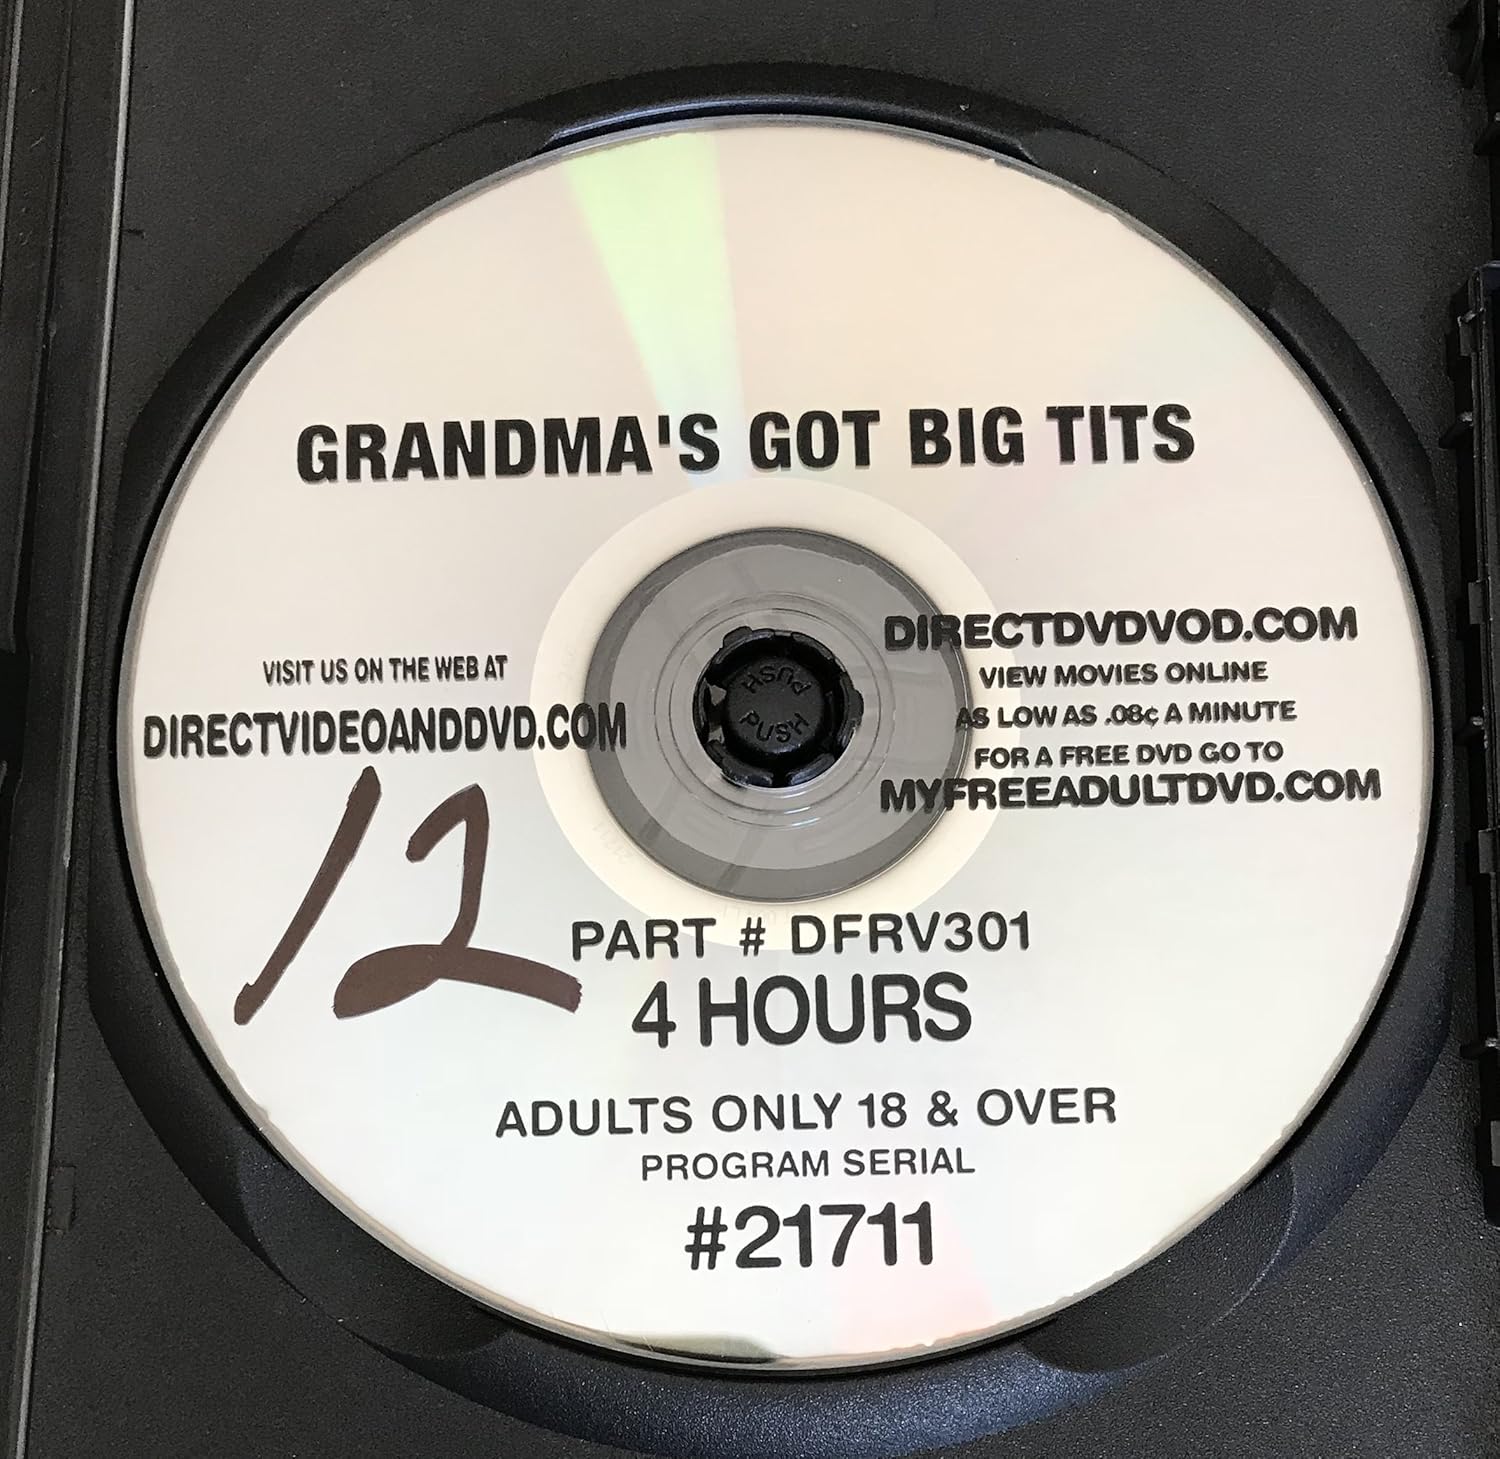 GRANDMA'S GOT BIG TITS
VISIT US ON THE WEB AT
DIRECTVIDEOANDDVD.COM
DIRECTDVDVOD.COM
VIEW MOVIES ONLINE
AS LOW AS .08¢ A MINUTE
FOR A FREE DVD GO TO
MYFREEADULTDVD.COM
PUSH
PUSH
12
PART # DFRV301
4 HOURS
ADULTS ONLY 18 & OVER
PROGRAM SERIAL
#21711